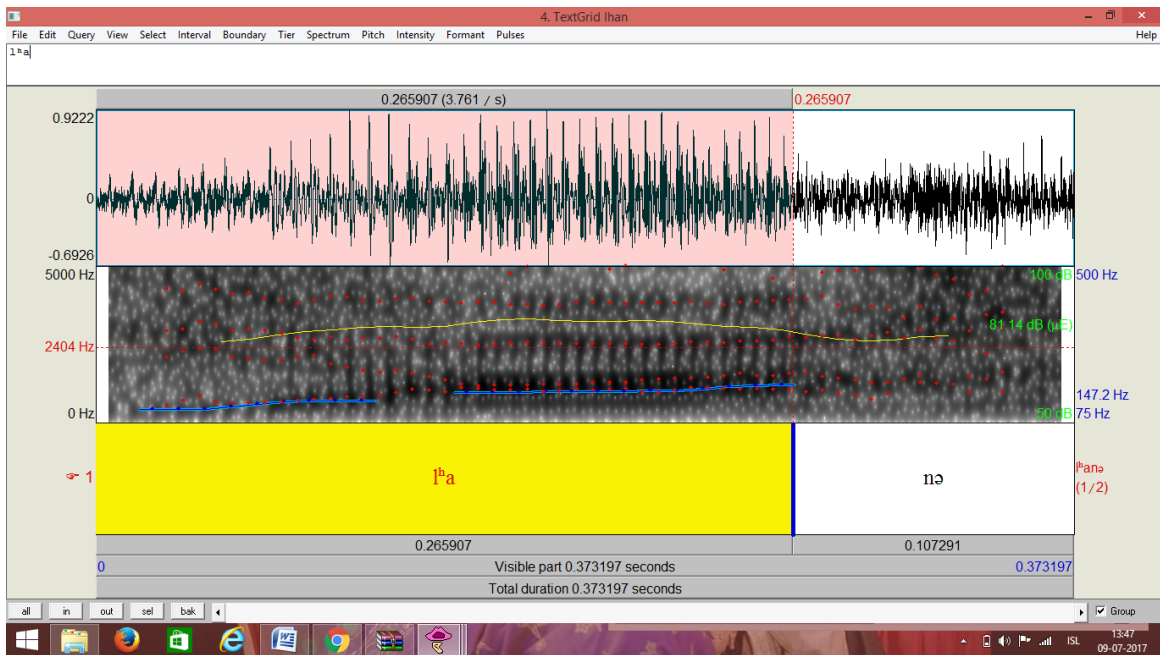 4. TextGrid lhan
File Edit Query View Select Interval Boundary Tier Spectrum Pitch Intensity Formant Pulses Help
lʰa
0.265907 (3.761 / s) 0.265907
0.9222
0
-0.6926
5000 Hz 100 dB 500 Hz
81.14 dB (µE)
2404 Hz
147.2 Hz
0 Hz 50 dB 75 Hz
☞ 1 lʰa nə lʰanə
(1/2)
0.265907 0.107291
0 Visible part 0.373197 seconds 0.373197
Total duration 0.373197 seconds
all in out sel bak Group
ISL 13:47
09-07-2017